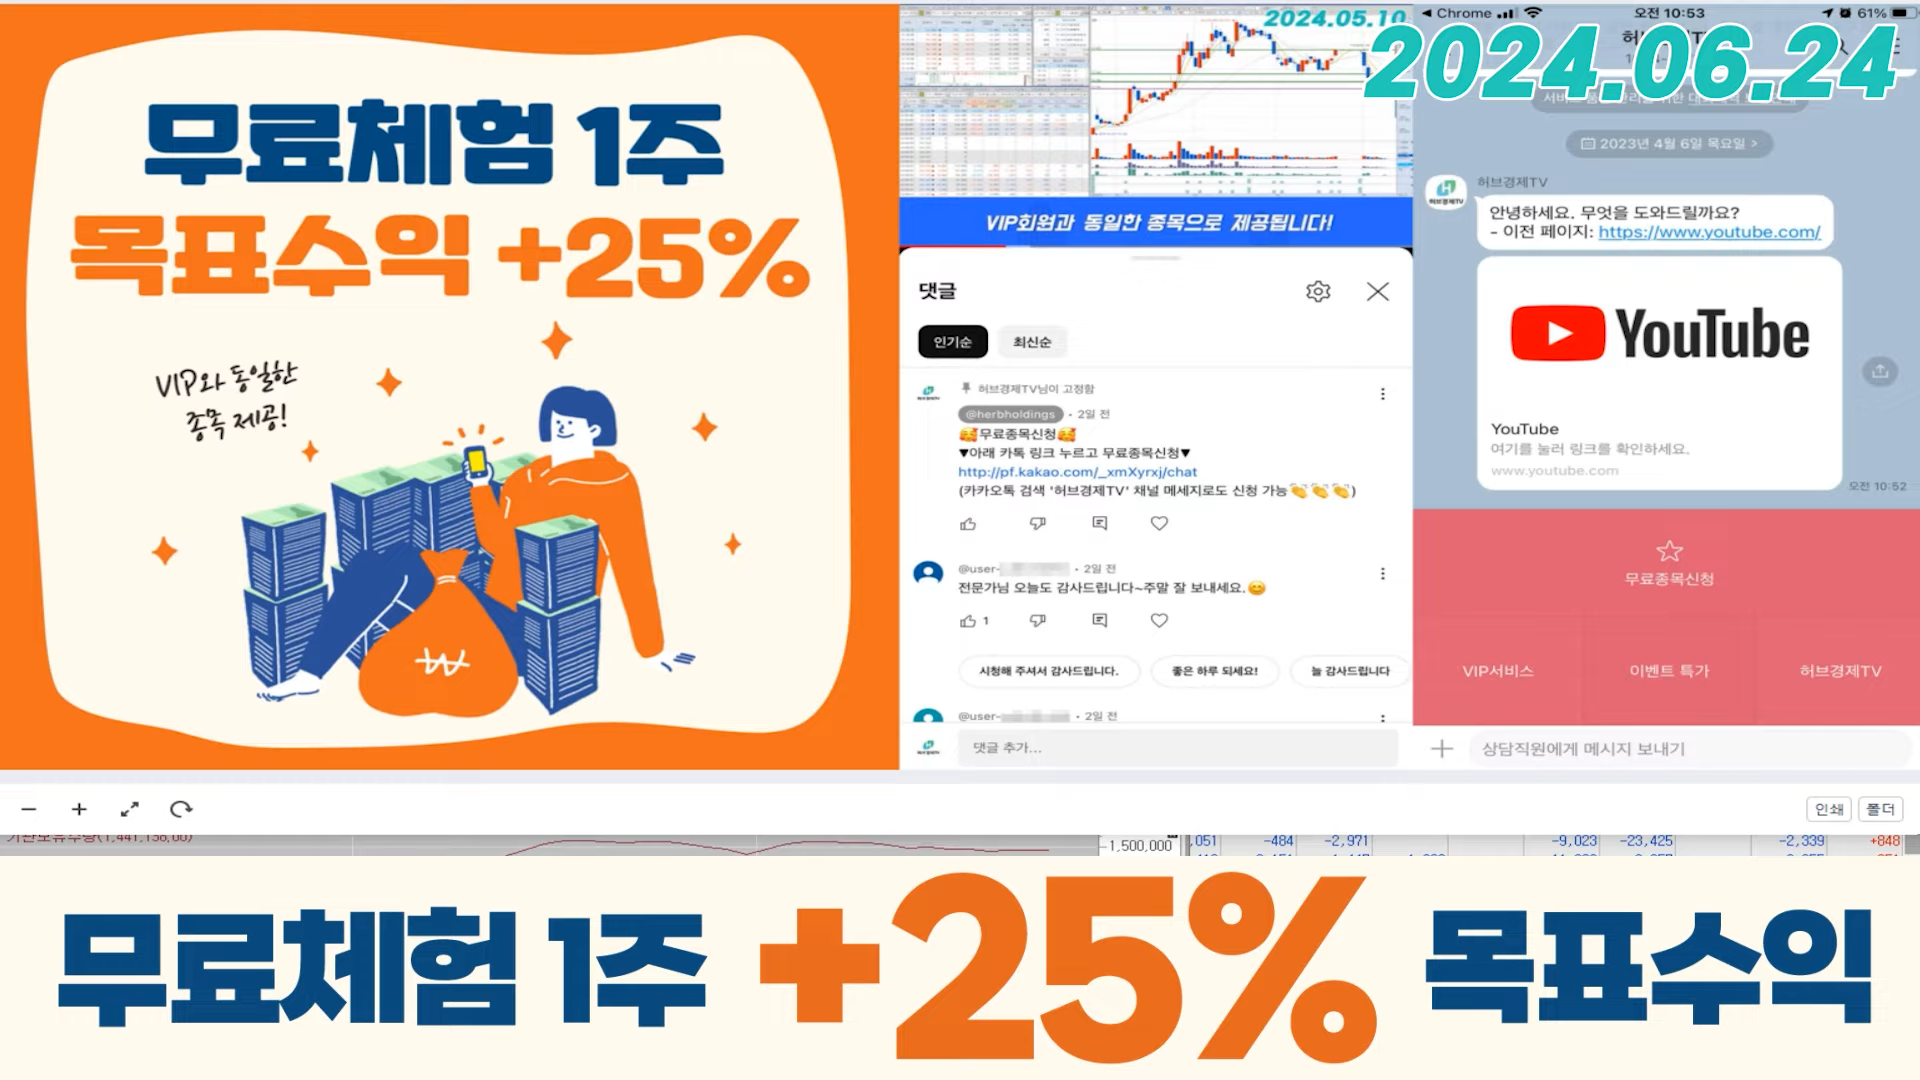 무료체험 1주
목표수익 +25%
VIP와 동일한
종목 제공!
2024.05.10
VIP회원과 동일한 종목으로 제공됩니다!
댓글
인기순
최신순
허브경제TV님이 고정함
@herbholdings · 2일 전
🥰무료종목신청🥰
▼아래 카톡 링크 누르고 무료종목신청▼
http://pf.kakao.com/_xmXyrxj/chat
(카카오톡 검색 '허브경제TV' 채널 메세지로도 신청 가능👏👏👏)
@user- · 2일 전
전문가님 오늘도 감사드립니다~주말 잘 보내세요.😊
1
시청해 주셔서 감사드립니다.
좋은 하루 되세요!
늘 감사드립니다
@user- · 2일 전
댓글 추가...
Chrome
오전 10:53
61%
2024.06.24
2023년 4월 6일 목요일 >
허브경제TV
안녕하세요. 무엇을 도와드릴까요?
- 이전 페이지: https://www.youtube.com/
YouTube
YouTube
여기를 눌러 링크를 확인하세요.
www.youtube.com
오전 10:52
무료종목신청
VIP서비스
이벤트 특가
허브경제TV
상담직원에게 메시지 보내기
인쇄
폴더
-1,500,000
,051 -484 -2,971 -9,023 -23,425 -2,339 +848
무료체험 1주 +25% 목표수익